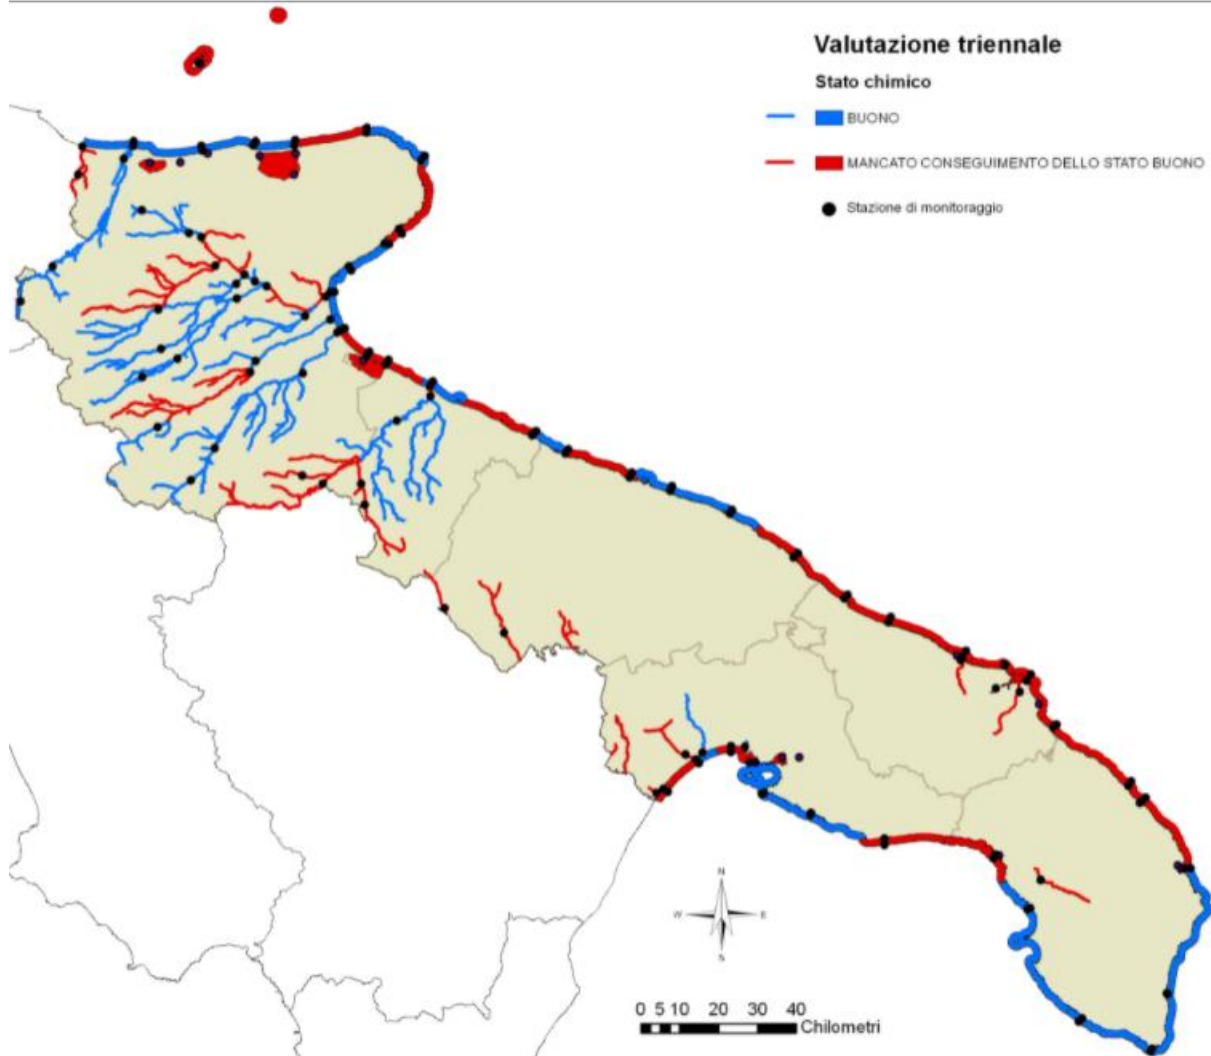 Valutazione triennale
Stato chimico
BUONO
MANCATO CONSEGUIMENTO DELLO STATO BUONO
Stazione di monitoraggio
N
W E
S
0 5 10 20 30 40
Chilometri